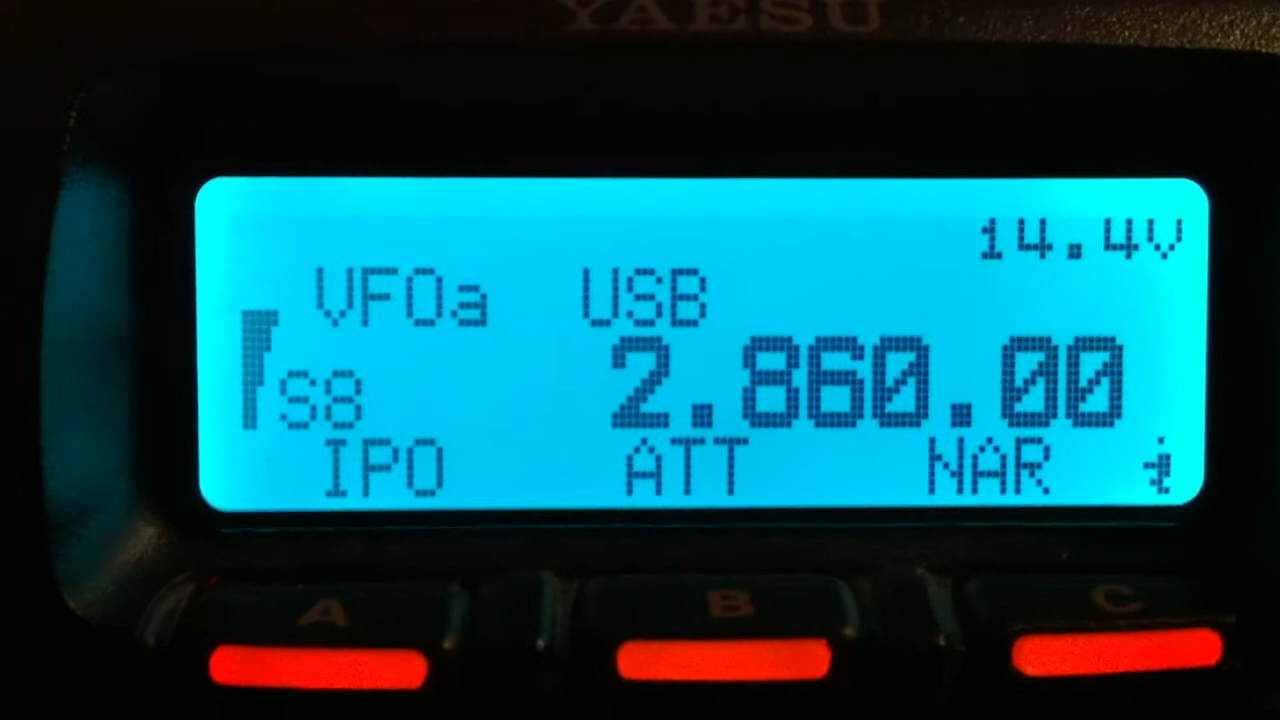 YAESU
14.4V
VFOa USB
S8 2.860.00
IPO ATT NAR
A B C